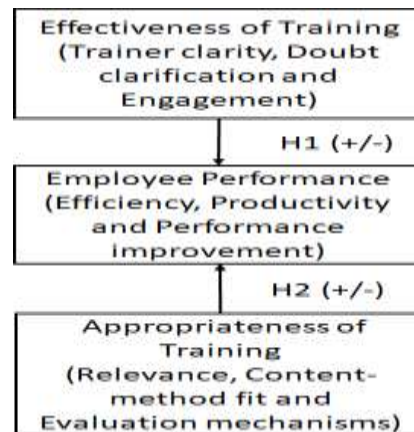 Effectiveness of Training
(Trainer clarity, Doubt
clarification and
Engagement)
H1 (+/-)
Employee Performance
(Efficiency, Productivity
and Performance
improvement)
H2 (+/-)
Appropriateness of
Training
(Relevance, Content-
method fit and
Evaluation mechanisms)